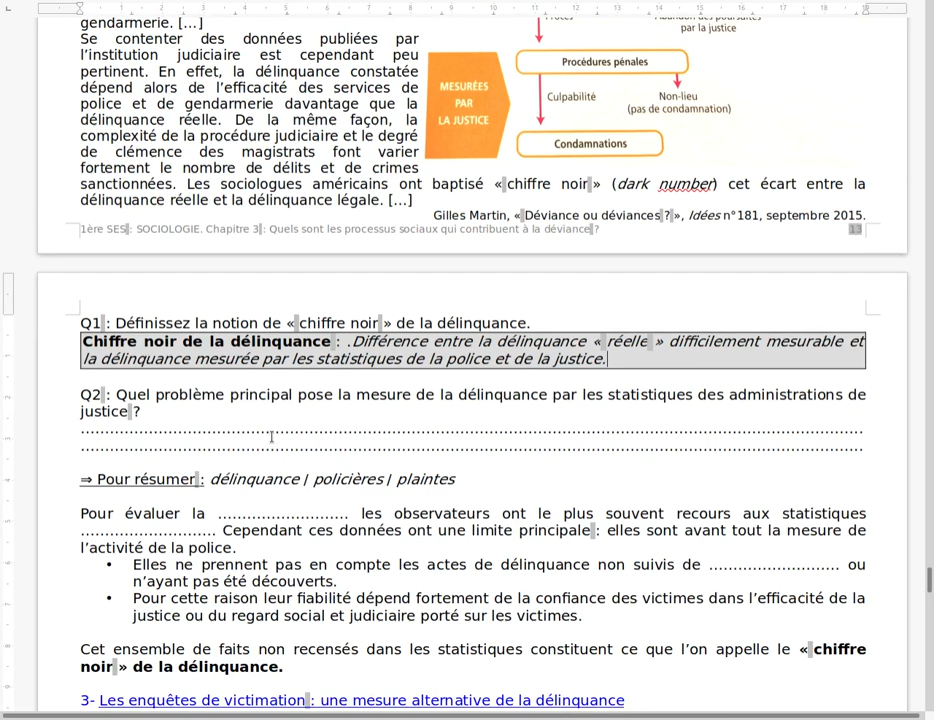 gendarmerie. […]
Se contenter des données publiées par
l’institution judiciaire est cependant peu
pertinent. En effet, la délinquance constatée
dépend alors de l’efficacité des services de
police et de gendarmerie davantage que la
délinquance réelle. De la même façon, la
complexité de la procédure judiciaire et le degré
de clémence des magistrats font varier
fortement le nombre de délits et de crimes
sanctionnées. Les sociologues américains ont baptisé « chiffre noir » (dark number) cet écart entre la
délinquance réelle et la délinquance légale. […]
par la justice
Procédures pénales
MESURÉES
PAR
LA JUSTICE
Culpabilité
Non-lieu
(pas de condamnation)
Condamnations
Gilles Martin, « Déviance ou déviances ? », Idées n°181, septembre 2015.
1ère SES : SOCIOLOGIE. Chapitre 3 : Quels sont les processus sociaux qui contribuent à la déviance ? 13
Q1 : Définissez la notion de « chiffre noir » de la délinquance.
Chiffre noir de la délinquance : .Différence entre la délinquance « réelle » difficilement mesurable et
la délinquance mesurée par les statistiques de la police et de la justice.
Q2 : Quel problème principal pose la mesure de la délinquance par les statistiques des administrations de
justice ?
⇒ Pour résumer : délinquance / policières / plaintes
Pour évaluer la ……………………… les observateurs ont le plus souvent recours aux statistiques
………………………. Cependant ces données ont une limite principale : elles sont avant tout la mesure de
l’activité de la police.
• Elles ne prennent pas en compte les actes de délinquance non suivis de ……………………… ou
n’ayant pas été découverts.
• Pour cette raison leur fiabilité dépend fortement de la confiance des victimes dans l’efficacité de la
justice ou du regard social et judiciaire porté sur les victimes.
Cet ensemble de faits non recensés dans les statistiques constituent ce que l’on appelle le « chiffre
noir » de la délinquance.
3- Les enquêtes de victimation : une mesure alternative de la délinquance